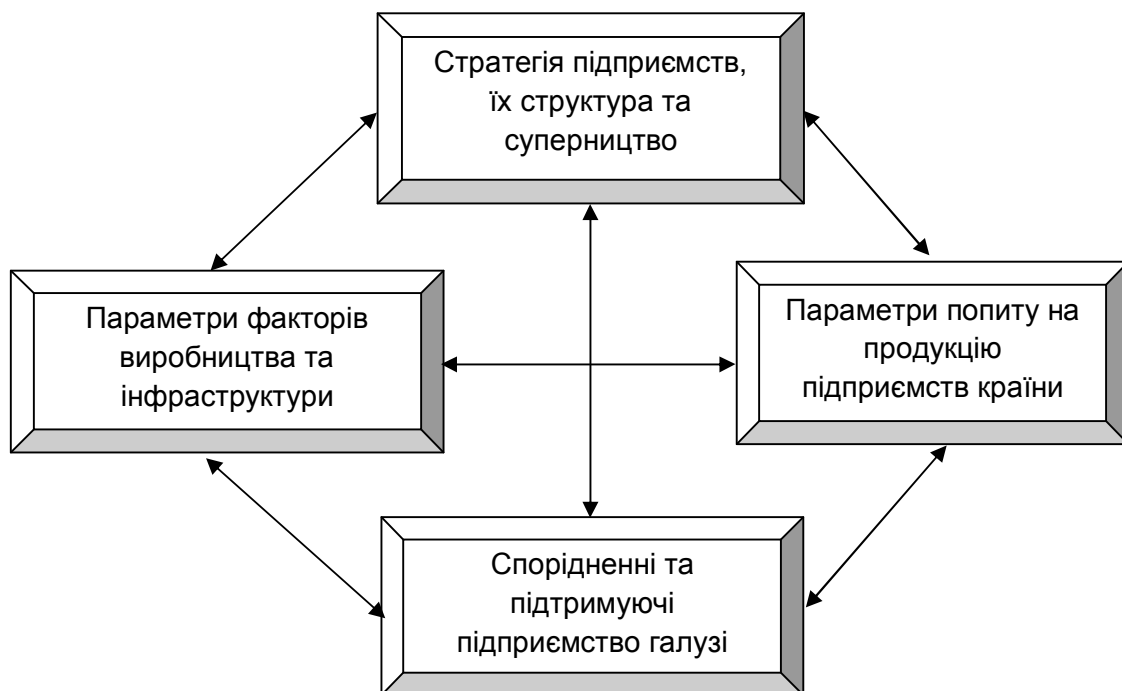 Стратегія підприємств,
їх структура та
суперництво
Параметри факторів
виробництва та
інфраструктури
Параметри попиту на
продукцію
підприємств країни
Спорідненні та
підтримуючі
підприємство галузі